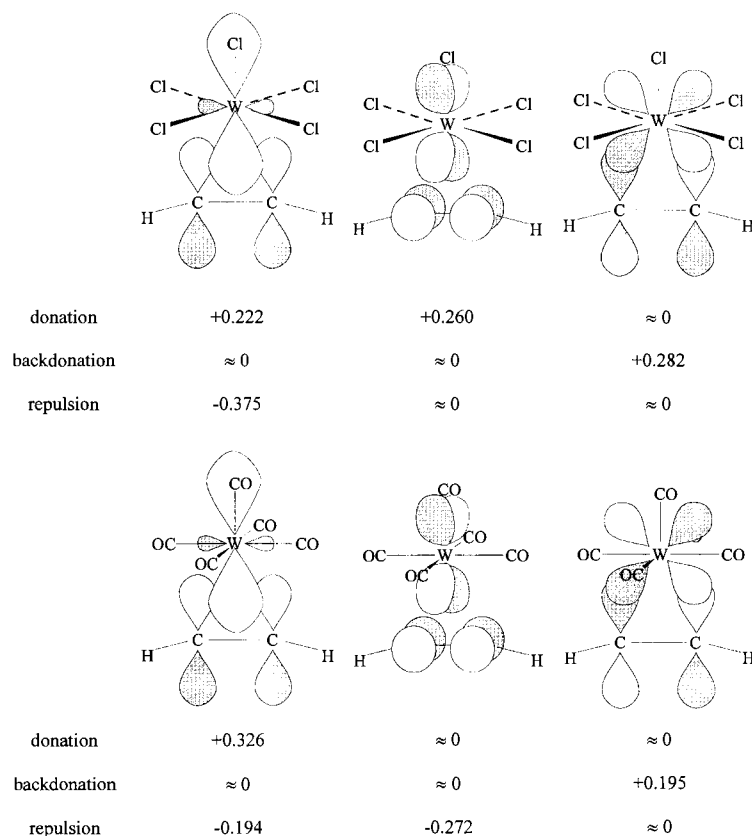 Cl
Cl
Cl
Cl
Cl
Cl
Cl
W
Cl
Cl
W
Cl
Cl
W
Cl
Cl
Cl
Cl
Cl
Cl
H
C
C
H
H
H
H
C
C
H
donation
+0.222
+0.260
≈ 0
backdonation
≈ 0
≈ 0
+0.282
repulsion
-0.375
≈ 0
≈ 0
CO
CO
CO
CO
CO
OC
W
CO
OC
W
CO
OC
W
CO
OC
OC
OC
H
C
C
H
H
H
H
C
C
H
donation
+0.326
≈ 0
≈ 0
backdonation
≈ 0
≈ 0
+0.195
repulsion
-0.194
-0.272
≈ 0